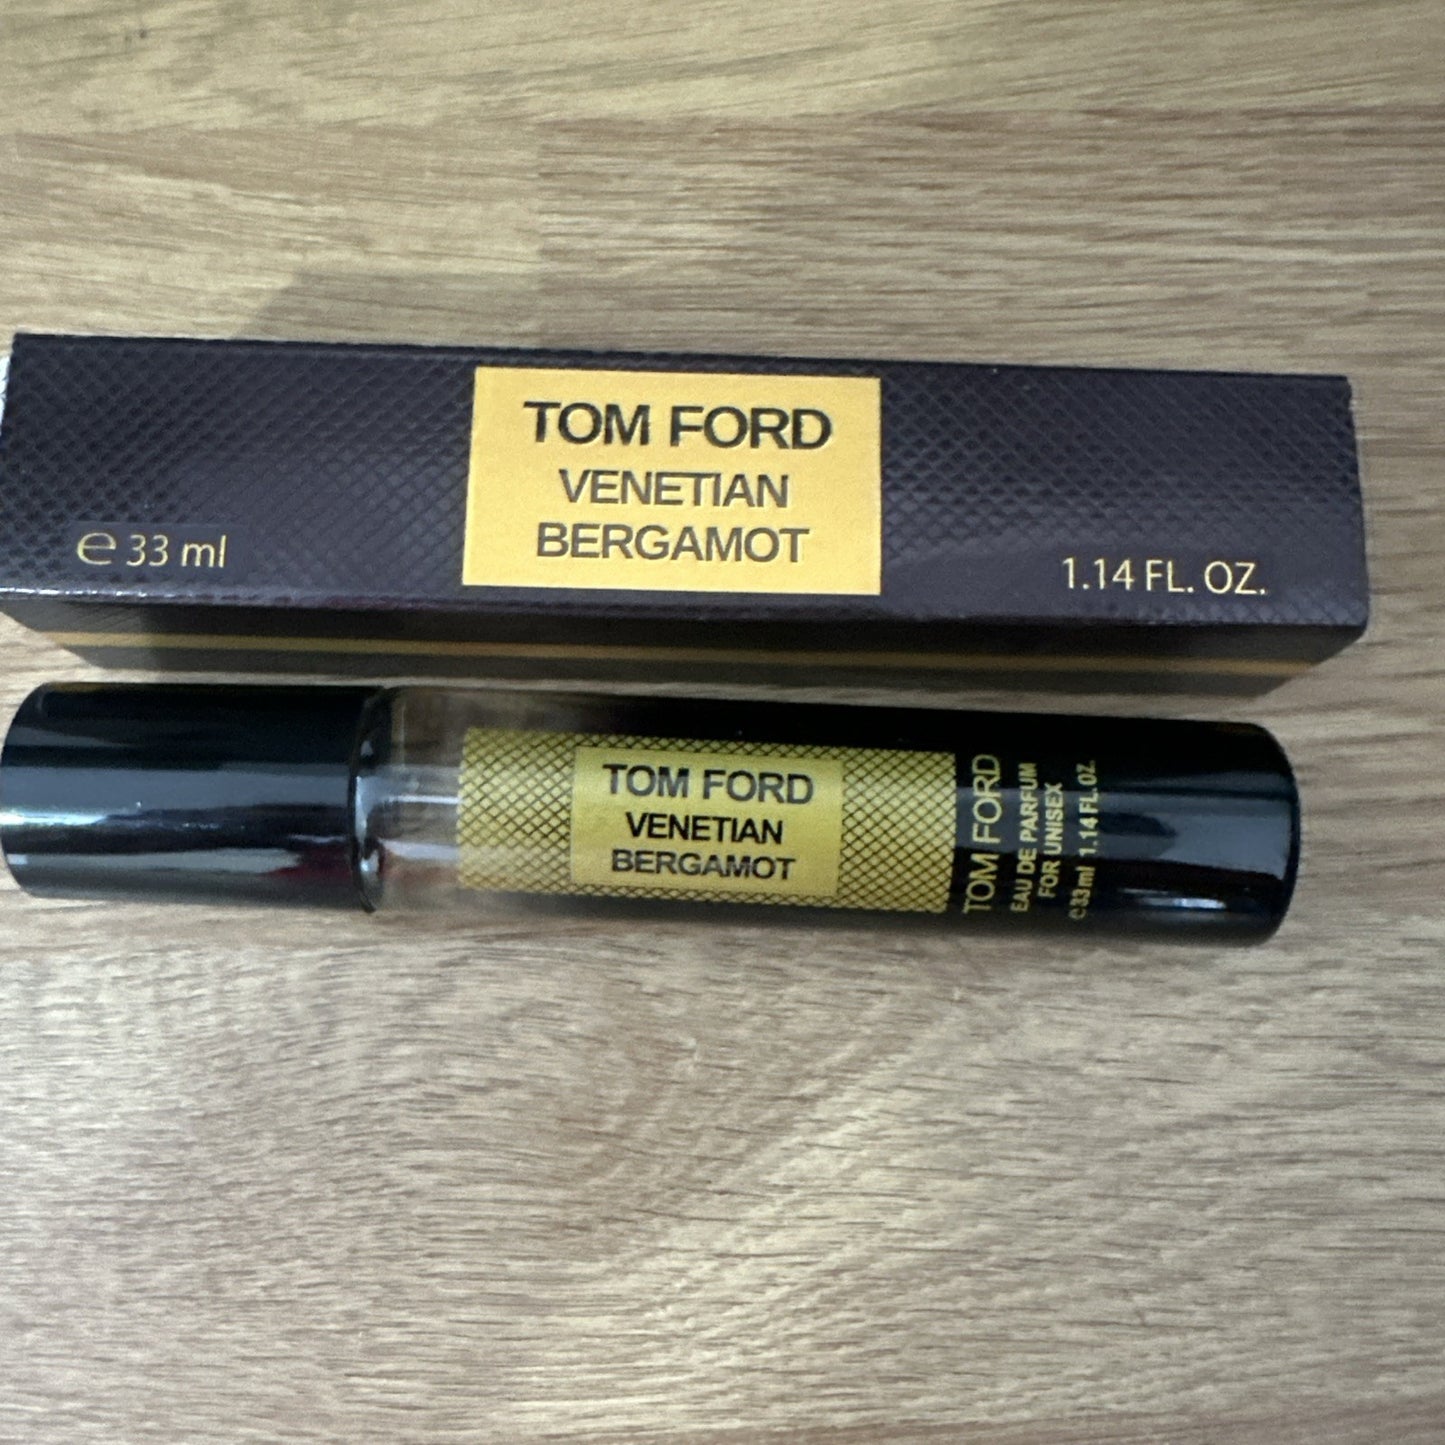 TOM FORD
VENETIAN
BERGAMOT
℮ 33 ml
1.14 FL. OZ.
TOM FORD
VENETIAN
BERGAMOT
TOM FORD
EAU DE PARFUM
FOR UNISEX
℮33ml 1.14FL.OZ.